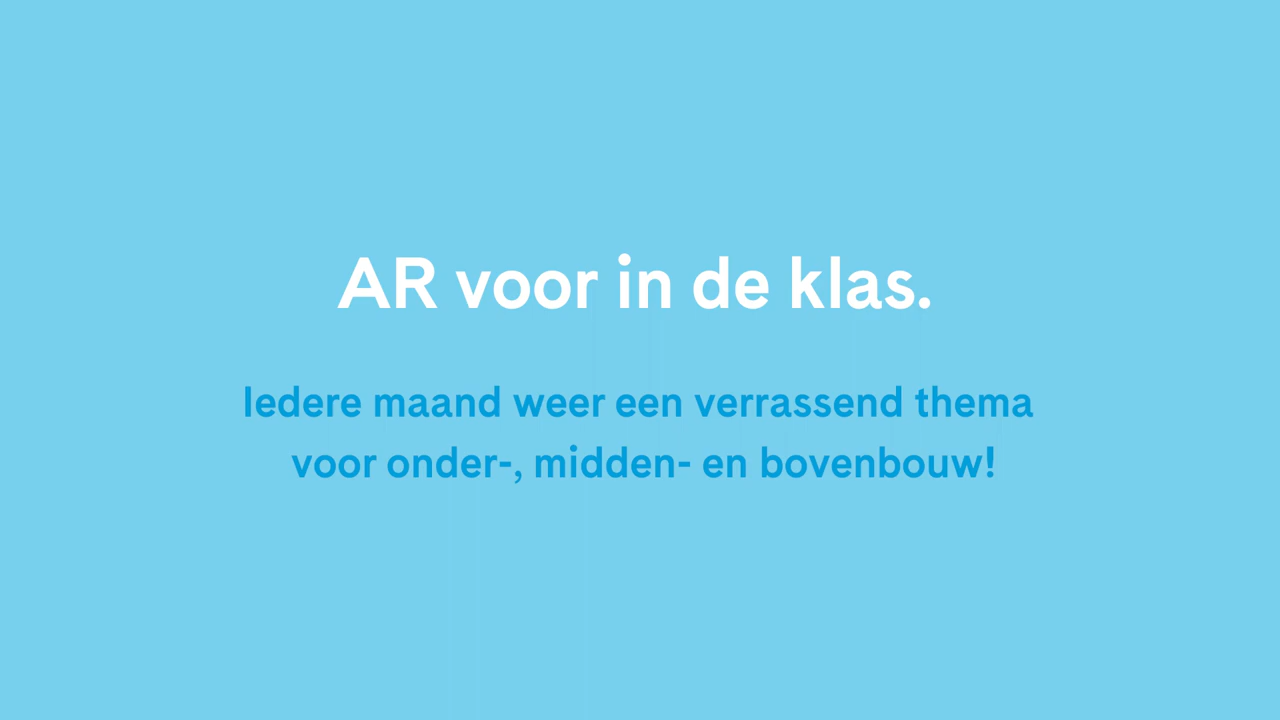 AR voor in de klas.
Iedere maand weer een verrassend thema
voor onder-, midden- en bovenbouw!